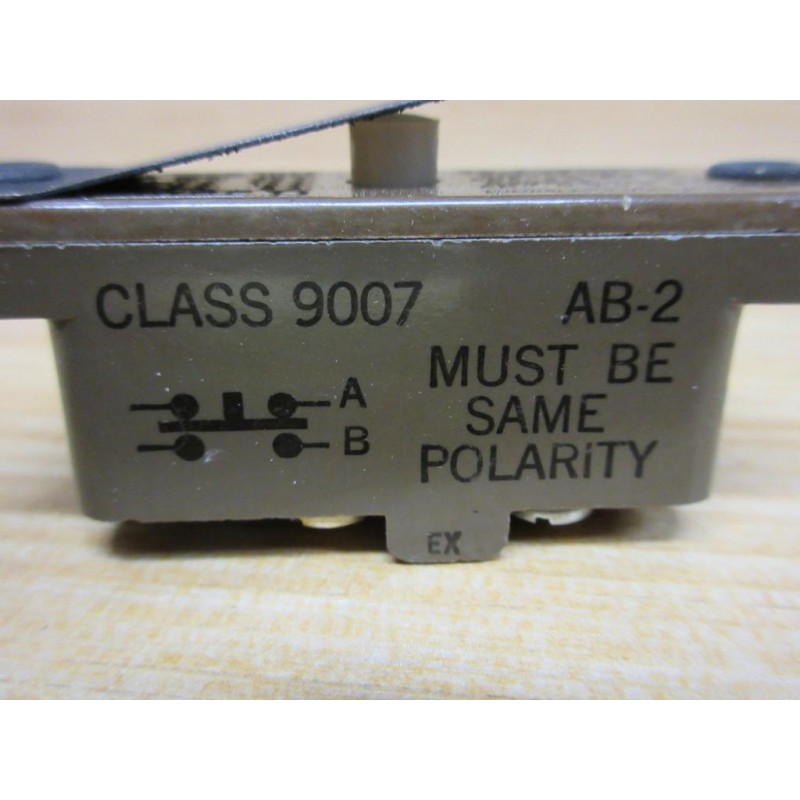 CLASS 9007 AB-2
MUST BE
A
SAME
B
POLARiTY
EX